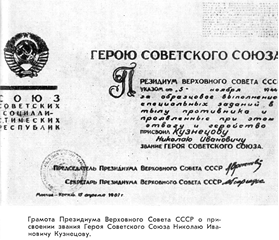 СОЮЗ
СОВЕТСКИХ
СОЦИАЛИ-
СТИЧЕСКИХ
РЕСПУБЛИК
ГЕРОЮ СОВЕТСКОГО СОЮЗА
ПРЕЗИДИУМ ВЕРХОВНОГО СОВЕТА СССР
УКАЗОМ от "5" ноября 1944
за образцовое выполнение
специальных заданий в
тылу противника и
проявленные при этом
отвагу и геройство
ПРИСВОИЛ Кузнецову
Николаю Ивановичу
ЗВАНИЕ ГЕРОЯ СОВЕТСКОГО СОЮЗА.
ПРЕДСЕДАТЕЛЬ ПРЕЗИДИУМА ВЕРХОВНОГО СОВЕТА СССР
СЕКРЕТАРЬ ПРЕЗИДИУМА ВЕРХОВНОГО СОВЕТА СССР
Москва-Кремль
Грамота Президиума Верховного Совета СССР о при-
своении звания Героя Советского Союза Николаю Ива-
новичу Кузнецову.